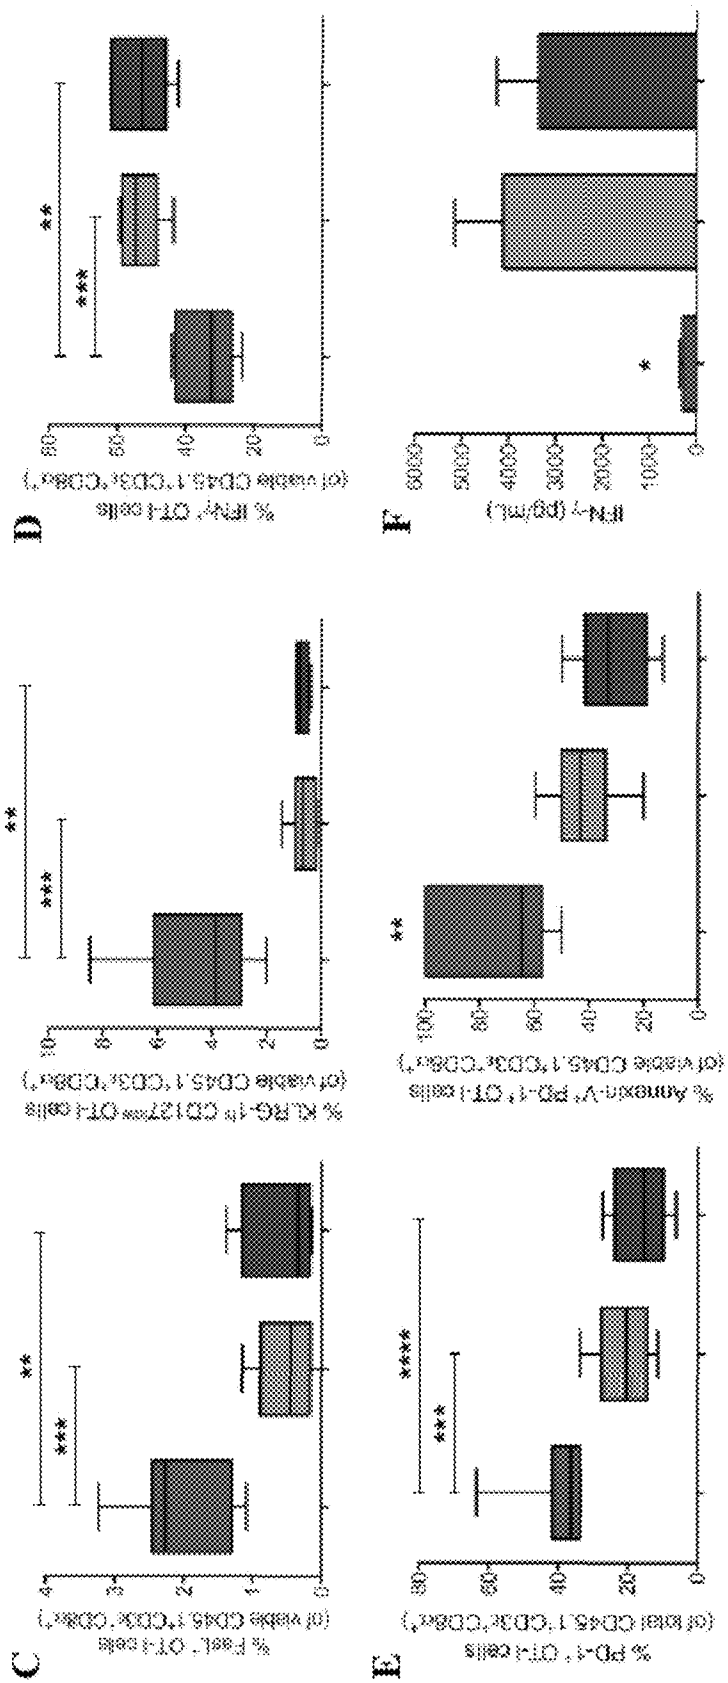 C
% FasL⁺ OT-I cells
(of viable CD45.1⁺CD3ε⁺CD8α⁺)
4
3
2
1
0
***
**
% KLRG-1ʰⁱ CD127ˡᵒʷ OT-I cells
(of viable CD45.1⁺CD3ε⁺CD8α⁺)
10
8
6
4
2
0
***
**
D
% IFNγ⁺ OT-I cells
(of viable CD45.1⁺CD3ε⁺CD8α⁺)
80
60
40
20
0
***
**
E
% PD-1⁺ OT-I cells
(of total CD45.1⁺CD3ε⁺CD8α⁺)
80
60
40
20
0
***
****
% Annexin-V⁺PD-1⁺ OT-I cells
(of viable CD45.1⁺CD3ε⁺CD8α⁺)
100
80
60
40
20
0
**
F
IFN-γ (pg/mL)
6000
5000
4000
3000
2000
1000
0
*